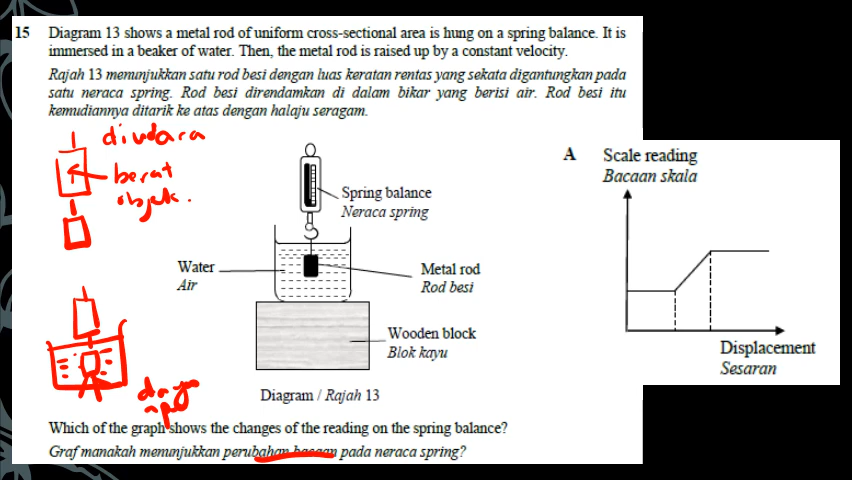 15 Diagram 13 shows a metal rod of uniform cross-sectional area is hung on a spring balance. It is
immersed in a beaker of water. Then, the metal rod is raised up by a constant velocity.
Rajah 13 menunjukkan satu rod besi dengan luas keratan rentas yang sekata digantungkan pada
satu neraca spring. Rod besi direndamkan di dalam bikar yang berisi air. Rod besi itu
kemudiannya ditarik ke atas dengan halaju seragam.
diudara
berat
objek.
Spring balance
Neraca spring
Water
Air
Metal rod
Rod besi
Wooden block
Blok kayu
Diagram / Rajah 13
Which of the graph shows the changes of the reading on the spring balance?
Graf manakah menunjukkan perubahan bacaan pada neraca spring?
A Scale reading
Bacaan skala
Displacement
Sesaran